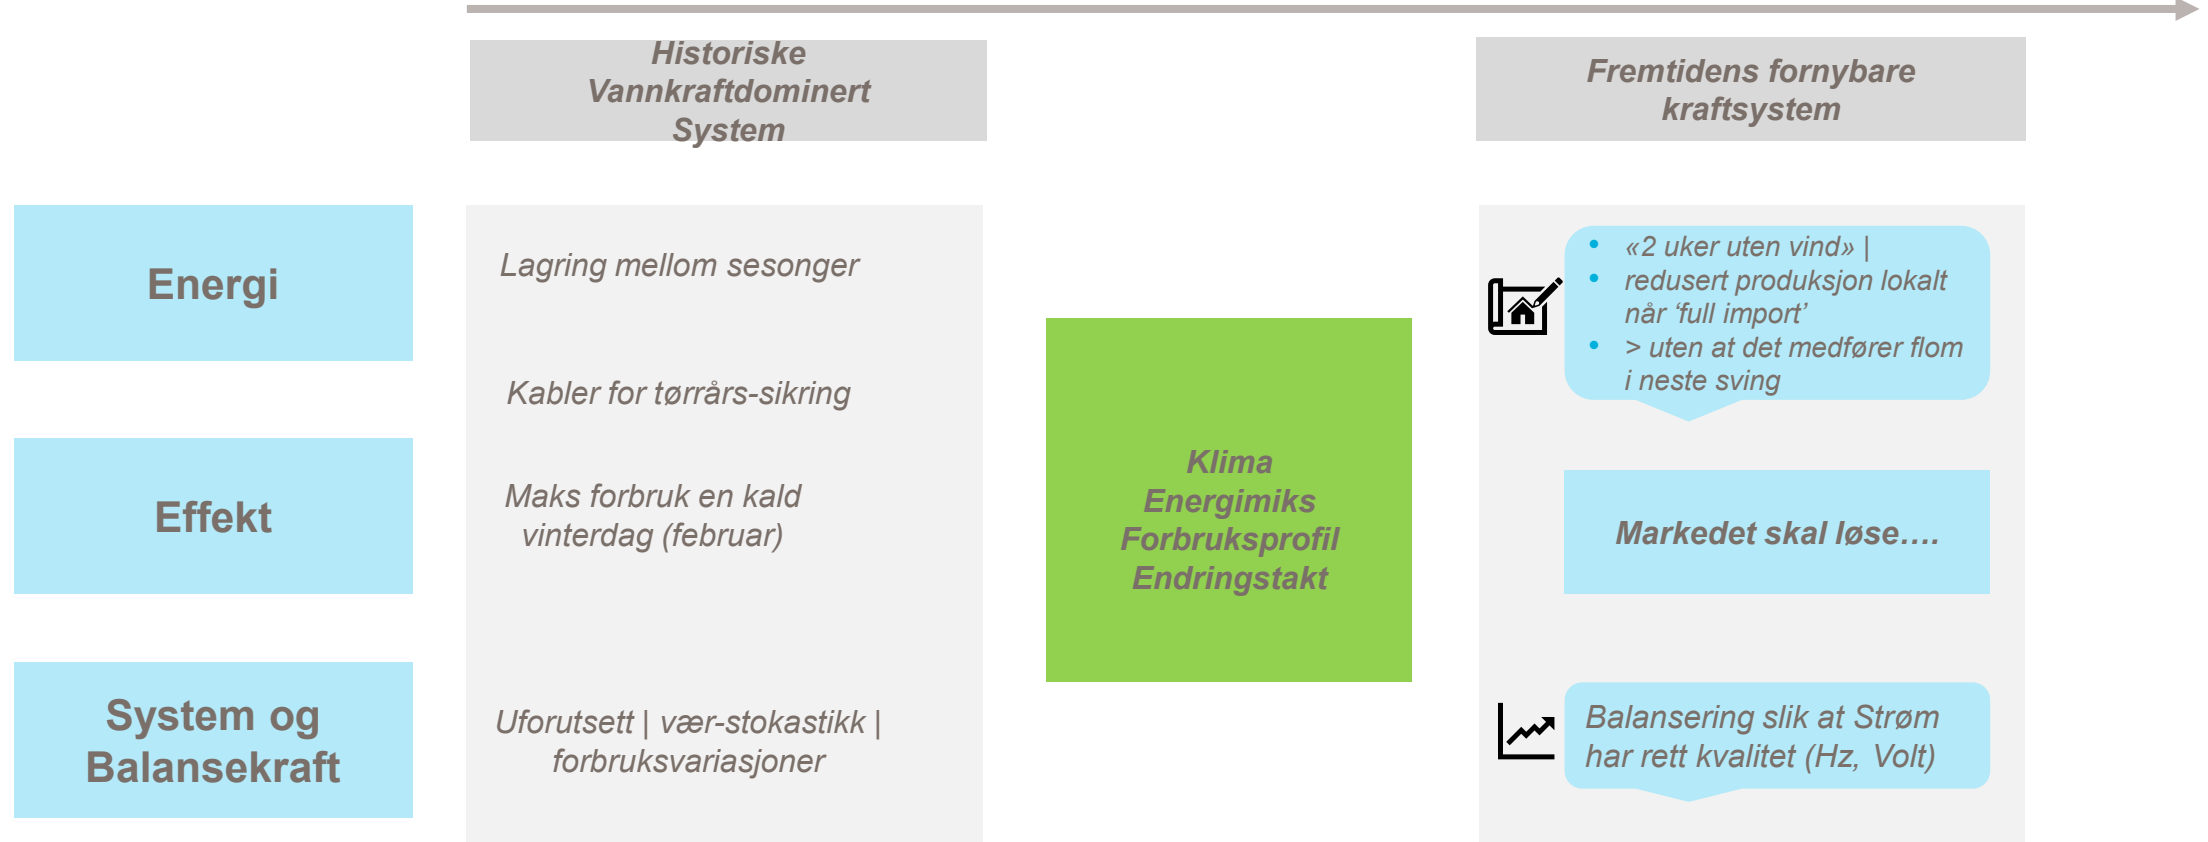 Historiske
Vannkraftdominert
System
Fremtidens fornybare
kraftsystem
Energi
Effekt
System og
Balansekraft
Lagring mellom sesonger
Kabler for tørrårs-sikring
Maks forbruk en kald
vinterdag (februar)
Uforutsett | vær-stokastikk |
forbruksvariasjoner
Klima
Energimiks
Forbruksprofil
Endringstakt
• «2 uker uten vind» |
• redusert produksjon lokalt
når ‘full import’
• > uten at det medfører flom
i neste sving
Markedet skal løse….
Balansering slik at Strøm
har rett kvalitet (Hz, Volt)